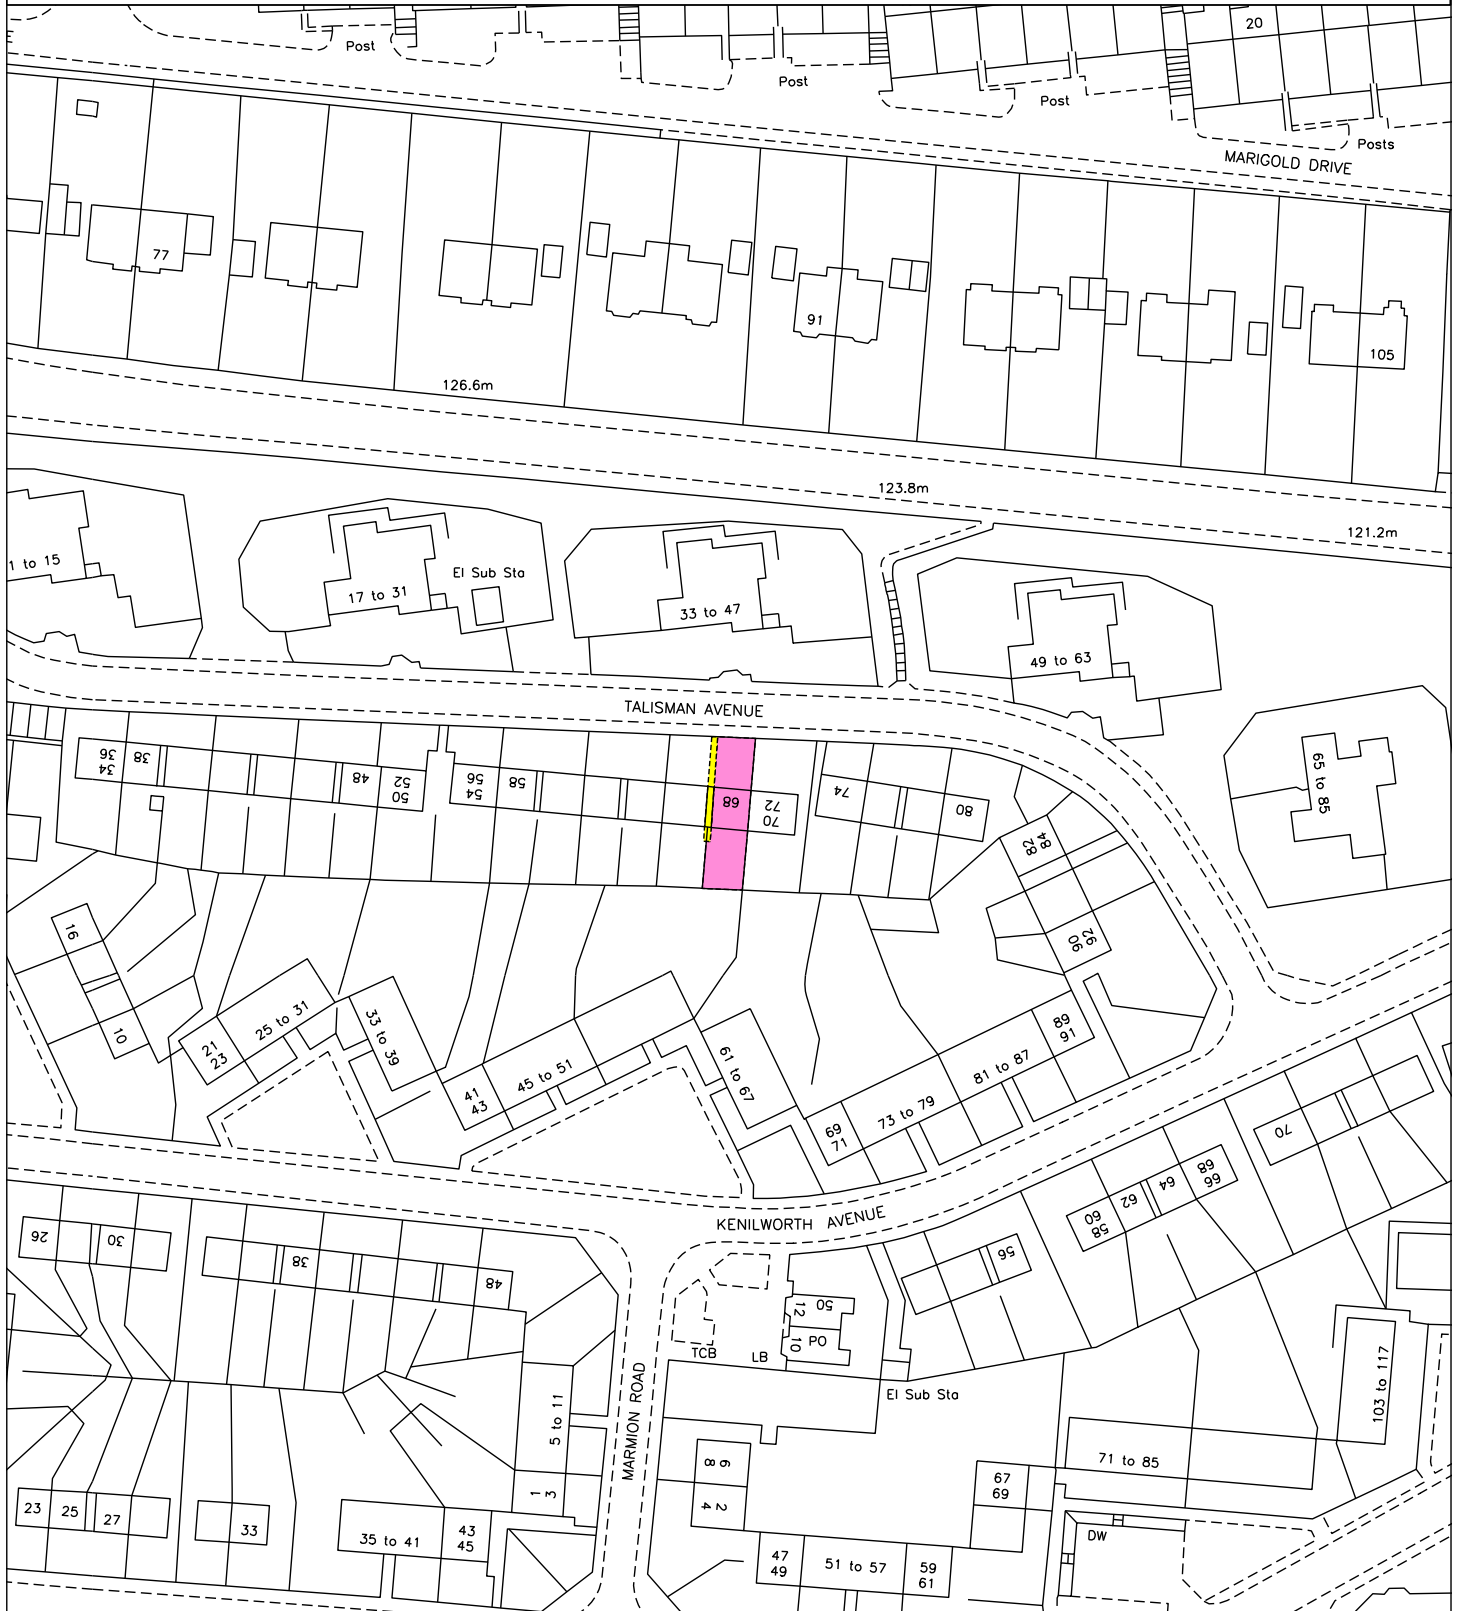 20
Post
Post
Post
Posts
MARIGOLD DRIVE
77
91
105
126.6m
123.8m
121.2m
1 to 15
17 to 31
El Sub Sta
33 to 47
49 to 63
TALISMAN AVENUE
65 to 85
36
34
38
48
52
50
56
54
58
68
72
70
74
80
84
82
92
90
16
10
21
23
25 to 31
33 to 39
41
43
45 to 51
61 to 67
69
71
73 to 79
81 to 87
89
91
KENILWORTH AVENUE
26
30
38
48
56
60
58
62
64
68
66
70
12
50
10
PO
TCB
LB
El Sub Sta
MARMION ROAD
5 to 11
1
3
6
8
2
4
67
69
71 to 85
103 to 117
23
25
27
33
35 to 41
43
45
47
49
51 to 57
59
61
DW